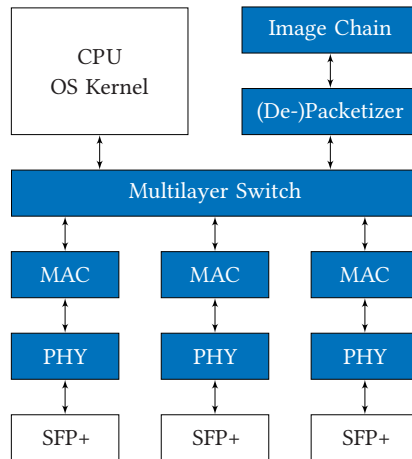 CPU
OS Kernel
Image Chain
(De-)Packetizer
Multilayer Switch
MAC
MAC
MAC
PHY
PHY
PHY
SFP+
SFP+
SFP+